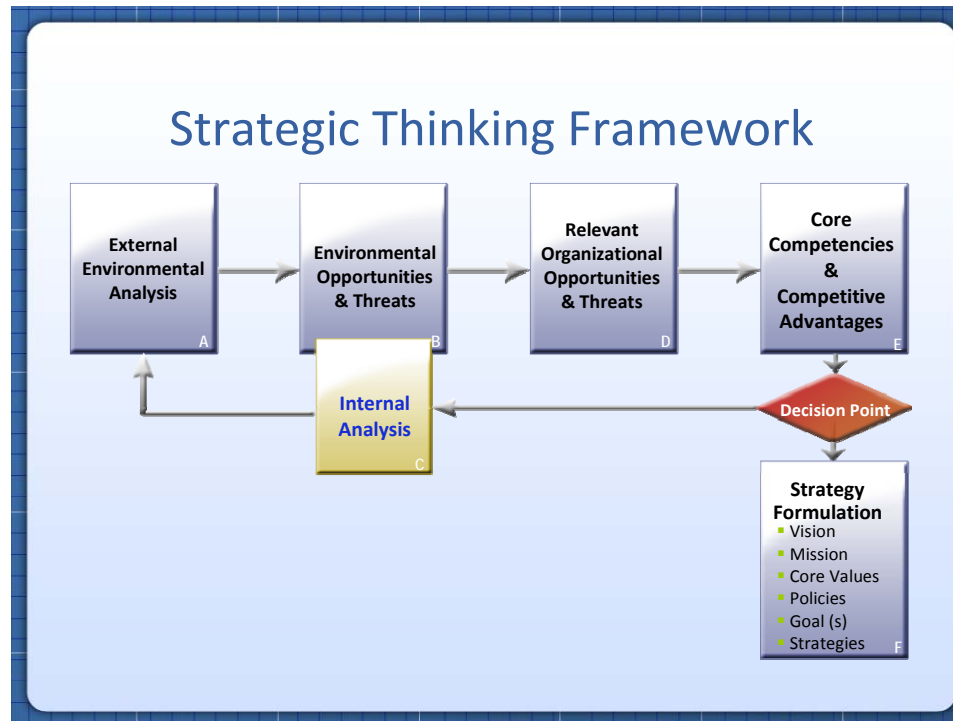 Strategic Thinking Framework
External
Environmental
Analysis
A
Environmental
Opportunities
& Threats
B
Relevant
Organizational
Opportunities
& Threats
D
Core
Competencies
&
Competitive
Advantages
E
Internal
Analysis
C
Decision Point
Strategy
Formulation
▪ Vision
▪ Mission
▪ Core Values
▪ Policies
▪ Goal (s)
▪ Strategies
F